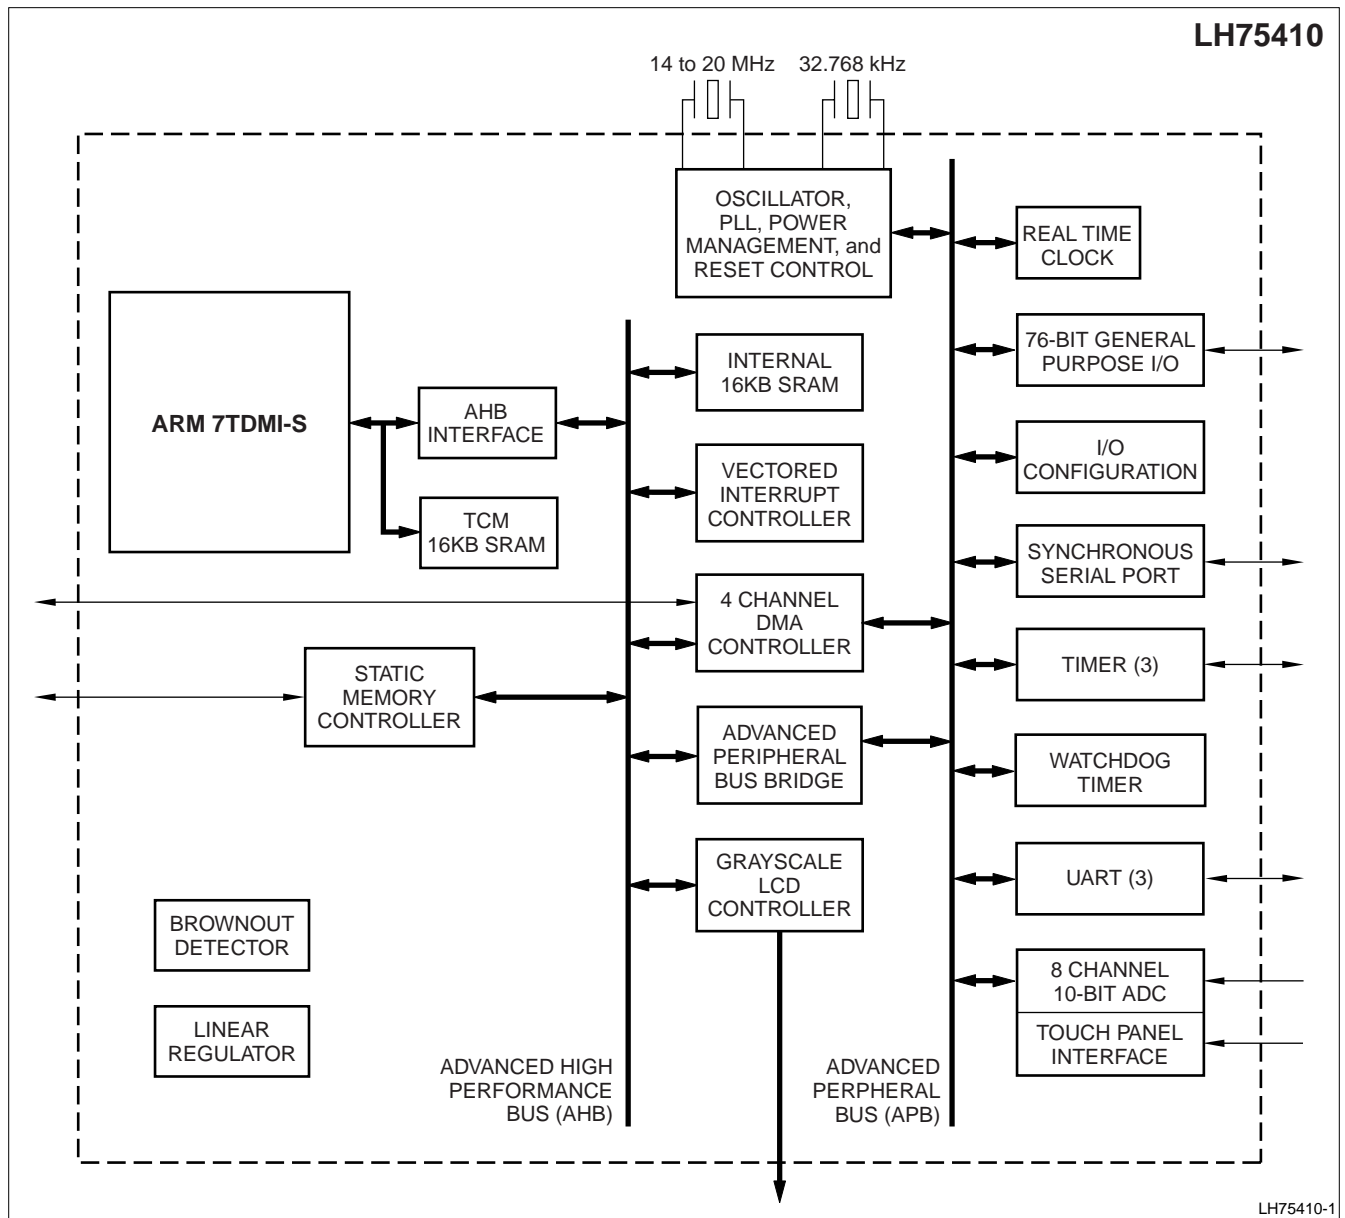 LH75410
14 to 20 MHz
32.768 kHz
OSCILLATOR,
PLL, POWER
MANAGEMENT, and
RESET CONTROL
REAL TIME
CLOCK
ARM 7TDMI-S
AHB
INTERFACE
TCM
16KB SRAM
INTERNAL
16KB SRAM
76-BIT GENERAL
PURPOSE I/O
VECTORED
INTERRUPT
CONTROLLER
I/O
CONFIGURATION
SYNCHRONOUS
SERIAL PORT
4 CHANNEL
DMA
CONTROLLER
STATIC
MEMORY
CONTROLLER
TIMER (3)
ADVANCED
PERIPHERAL
BUS BRIDGE
WATCHDOG
TIMER
GRAYSCALE
LCD
CONTROLLER
UART (3)
BROWNOUT
DETECTOR
8 CHANNEL
10-BIT ADC
LINEAR
REGULATOR
TOUCH PANEL
INTERFACE
ADVANCED HIGH
PERFORMANCE
BUS (AHB)
ADVANCED
PERPHERAL
BUS (APB)
LH75410-1